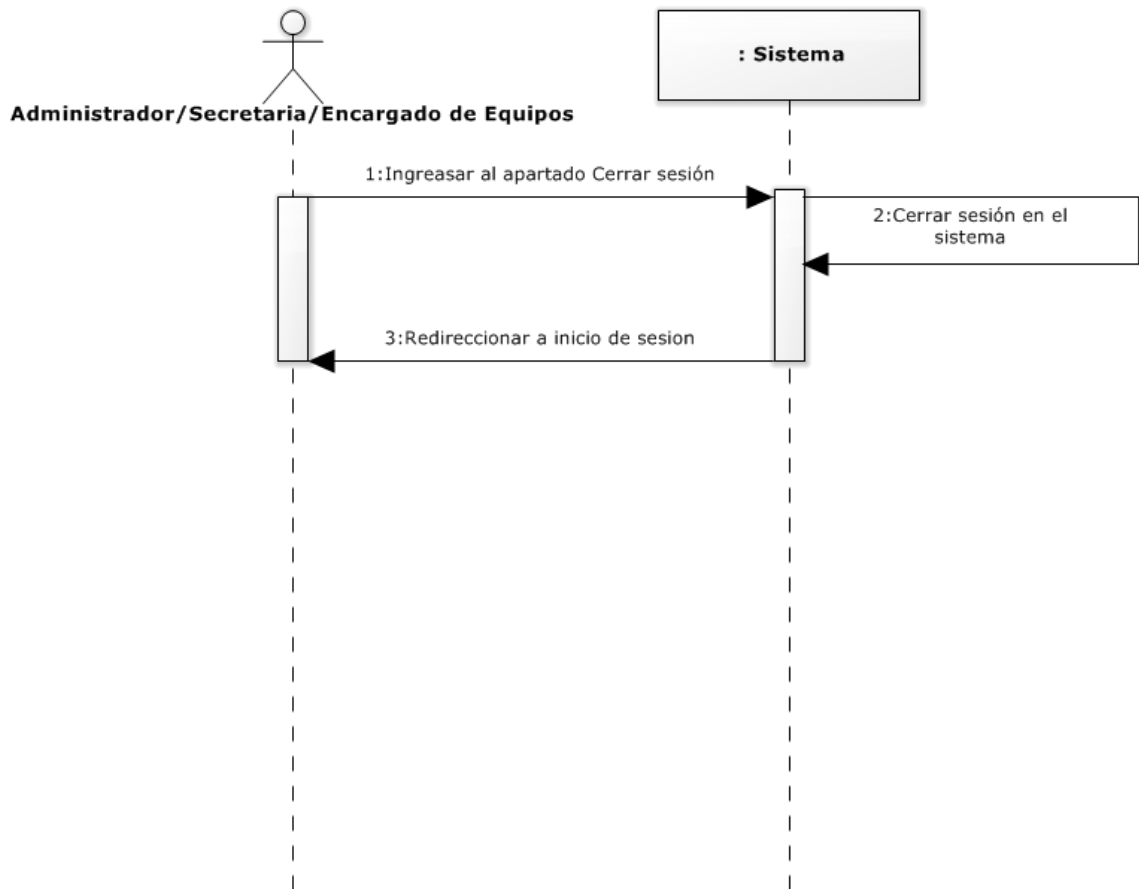 : Sistema
Administrador/Secretaria/Encargado de Equipos
1:Ingreasar al apartado Cerrar sesión
2:Cerrar sesión en el
sistema
3:Redireccionar a inicio de sesion